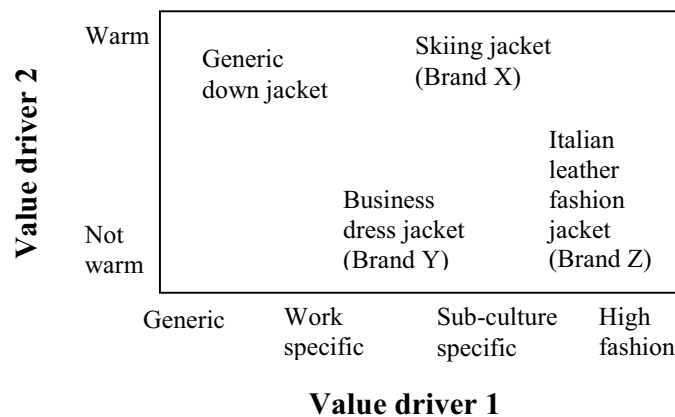 Value driver 2
Warm
Not
warm
Generic
down jacket
Skiing jacket
(Brand X)
Business
dress jacket
(Brand Y)
Italian
leather
fashion
jacket
(Brand Z)
Generic
Work
specific
Sub-culture
specific
High
fashion
Value driver 1